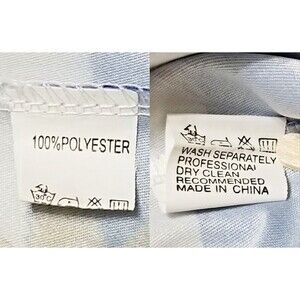 100%POLYESTER
WASH SEPARATELY
PROFESSIONAL
DRY CLEAN
RECOMMENDED
MADE IN CHINA